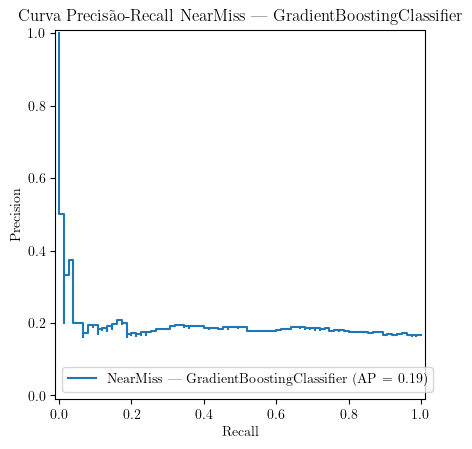 Curva Precisão-Recall NearMiss — GradientBoostingClassifier
1.0
0.8
0.6
0.4
0.2
0.0
Precision
NearMiss — GradientBoostingClassifier (AP = 0.19)
0.0 0.2 0.4 0.6 0.8 1.0
Recall